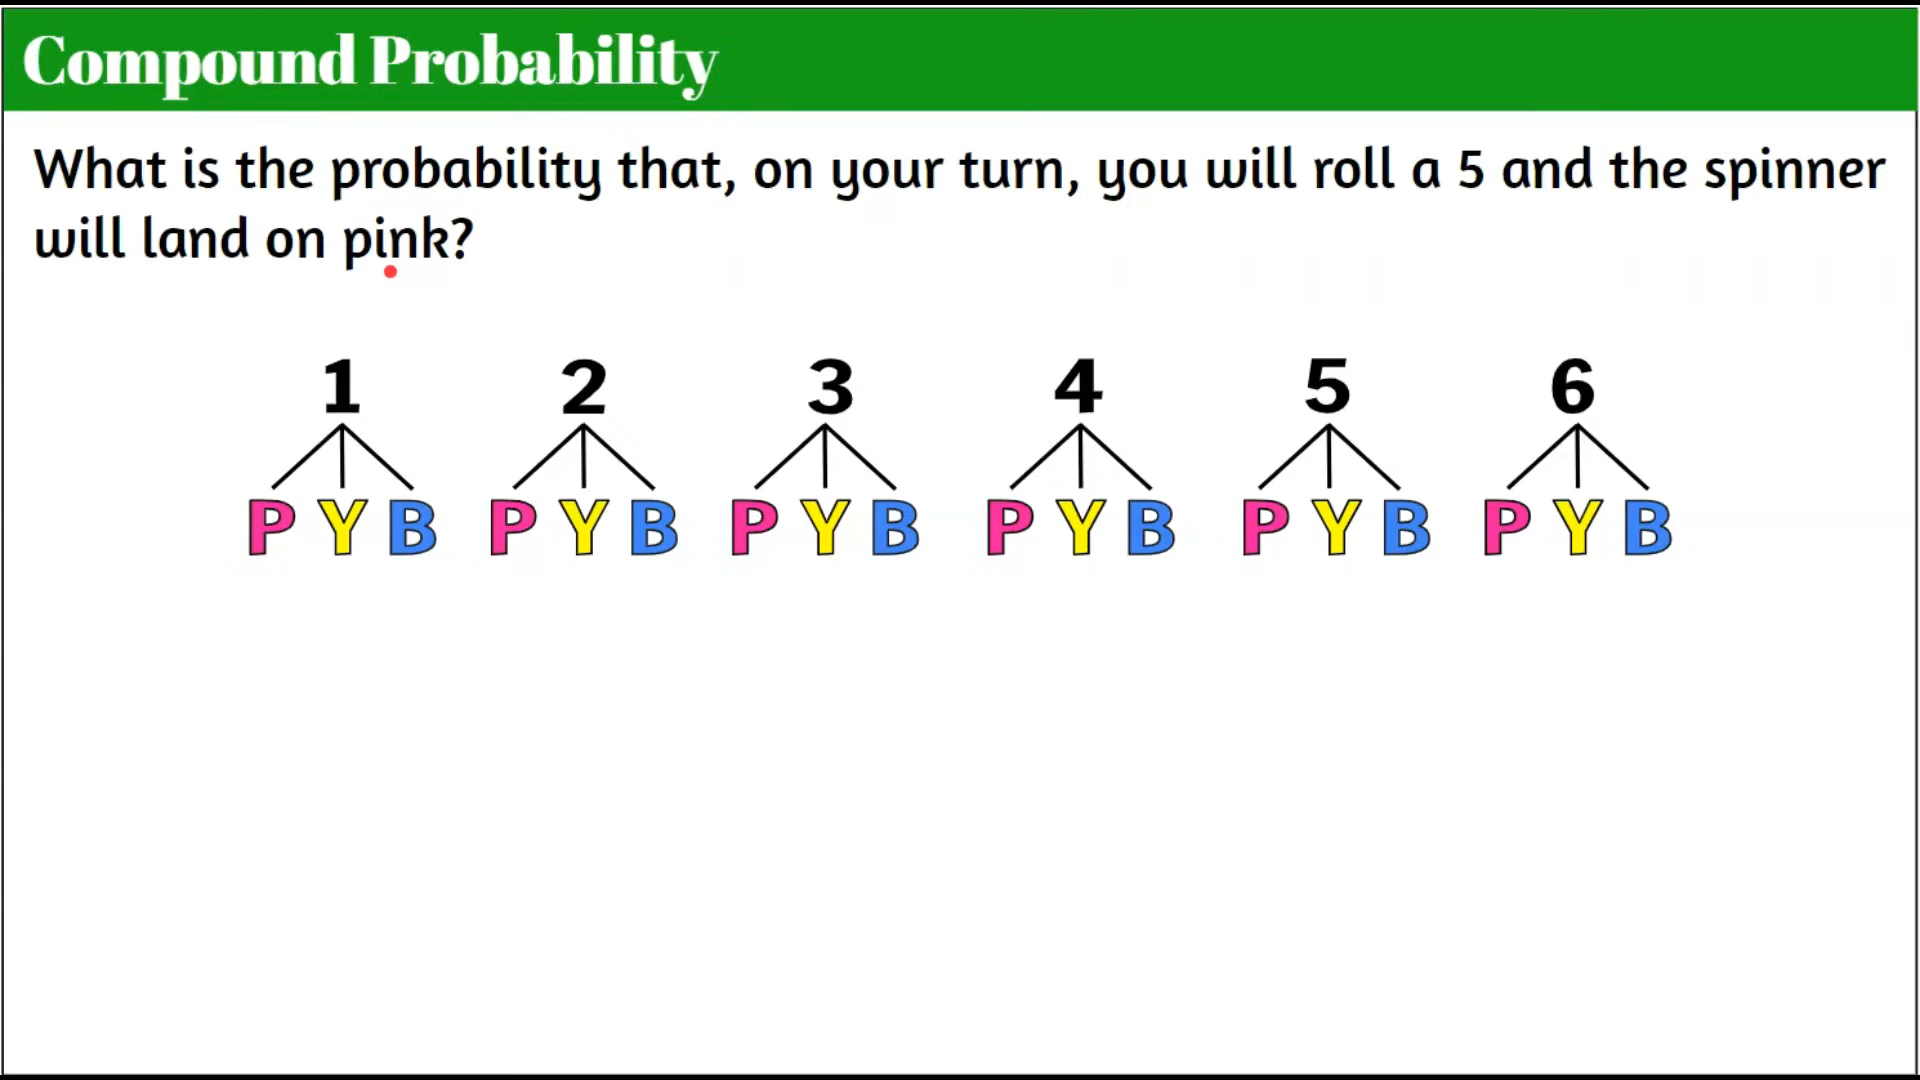 Compound Probability
What is the probability that, on your turn, you will roll a 5 and the spinner
will land on pink?
1 2 3 4 5 6
P Y B P Y B P Y B P Y B P Y B P Y B